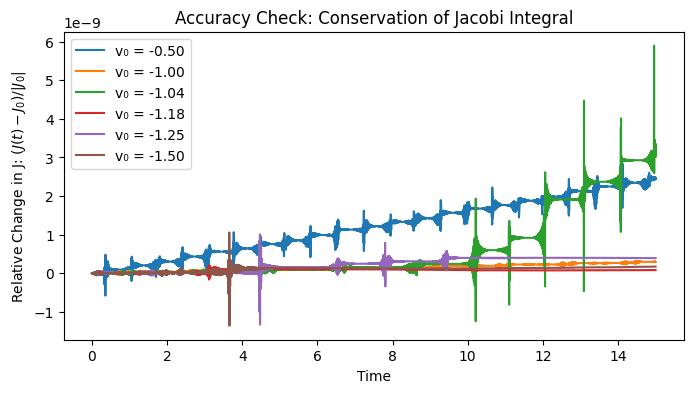 Accuracy Check: Conservation of Jacobi Integral
1e−9
Relative Change in J: (J(t) − J₀)/|J₀|
6
5
4
3
2
1
0
−1
v₀ = -0.50
v₀ = -1.00
v₀ = -1.04
v₀ = -1.18
v₀ = -1.25
v₀ = -1.50
0 2 4 6 8 10 12 14
Time